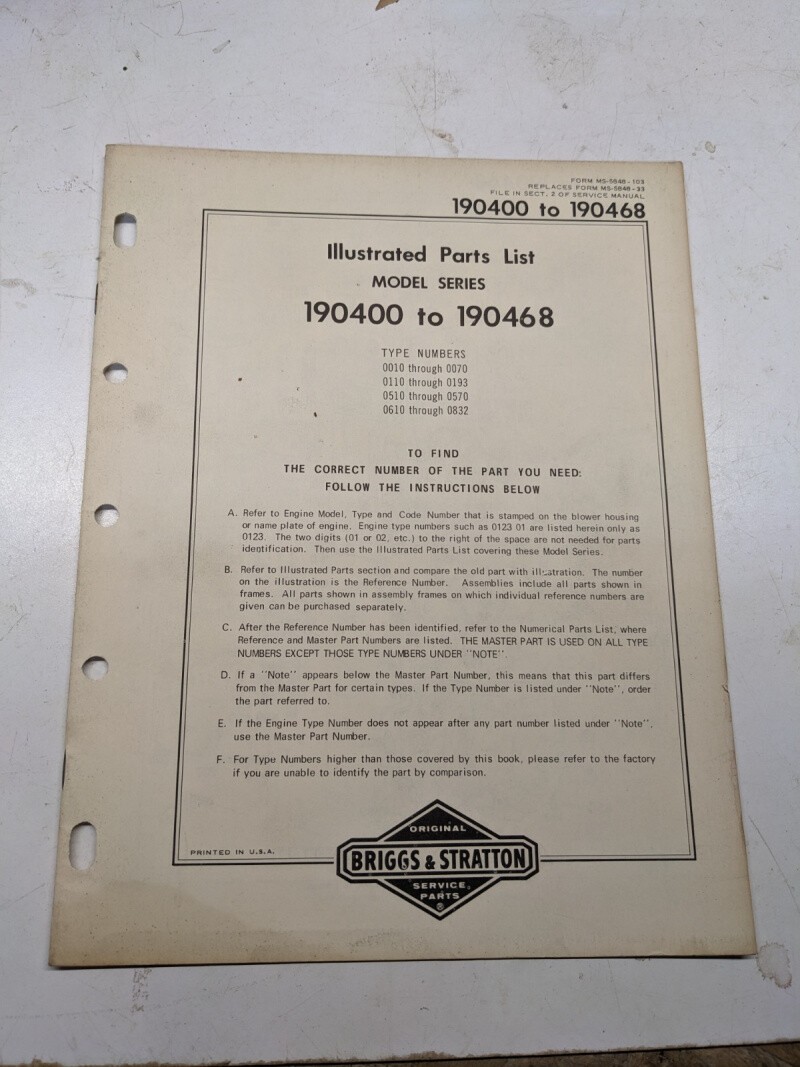 FORM MS-5848-103
REPLACES FORM MS-5848-33
FILE IN SECT. 2 OF SERVICE MANUAL
190400 to 190468
Illustrated Parts List
MODEL SERIES
190400 to 190468
TYPE NUMBERS
0010 through 0070
0110 through 0193
0510 through 0570
0610 through 0832
TO FIND
THE CORRECT NUMBER OF THE PART YOU NEED:
FOLLOW THE INSTRUCTIONS BELOW
A. Refer to Engine Model, Type and Code Number that is stamped on the blower housing
or name plate of engine. Engine type numbers such as 0123 01 are listed herein only as
0123. The two digits (01 or 02, etc.) to the right of the space are not needed for parts
identification. Then use the Illustrated Parts List covering these Model Series.
B. Refer to Illustrated Parts section and compare the old part with illustration. The number
on the illustration is the Reference Number. Assemblies include all parts shown in
frames. All parts shown in assembly frames on which individual reference numbers are
given can be purchased separately.
C. After the Reference Number has been identified, refer to the Numerical Parts List, where
Reference and Master Part Numbers are listed. THE MASTER PART IS USED ON ALL TYPE
NUMBERS EXCEPT THOSE TYPE NUMBERS UNDER "NOTE".
D. If a "Note" appears below the Master Part Number, this means that this part differs
from the Master Part for certain types. If the Type Number is listed under "Note", order
the part referred to.
E. If the Engine Type Number does not appear after any part number listed under "Note",
use the Master Part Number.
F. For Type Numbers higher than those covered by this book, please refer to the factory
if you are unable to identify the part by comparison.
PRINTED IN U.S.A.
ORIGINAL
BRIGGS & STRATTON
SERVICE
PARTS
®